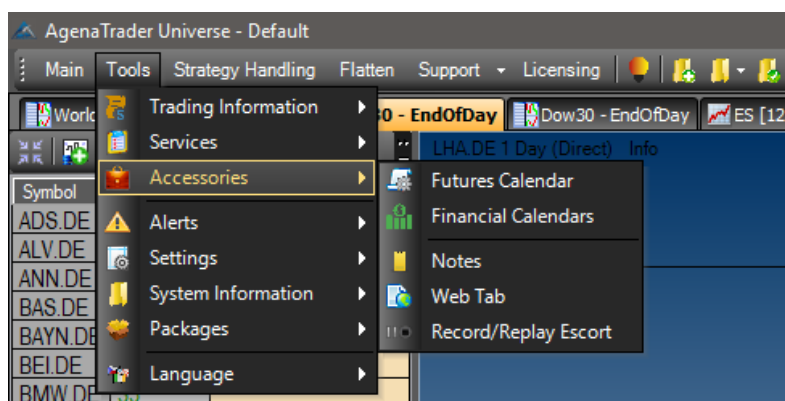 AgenaTrader Universe - Default
Main Tools Strategy Handling Flatten Support Licensing
World 30 - EndOfDay Dow30 - EndOfDay ES [12
Trading Information
LHA.DE 1 Day (Direct) Info
Services
Symbol
Accessories
Futures Calendar
ADS.DE
Alerts
Financial Calendars
ALV.DE
Settings
Notes
ANN.DE
System Information
Web Tab
BAS.DE
Packages
Record/Replay Escort
BAYN.DE
BEI.DE
Language
BMW.DE